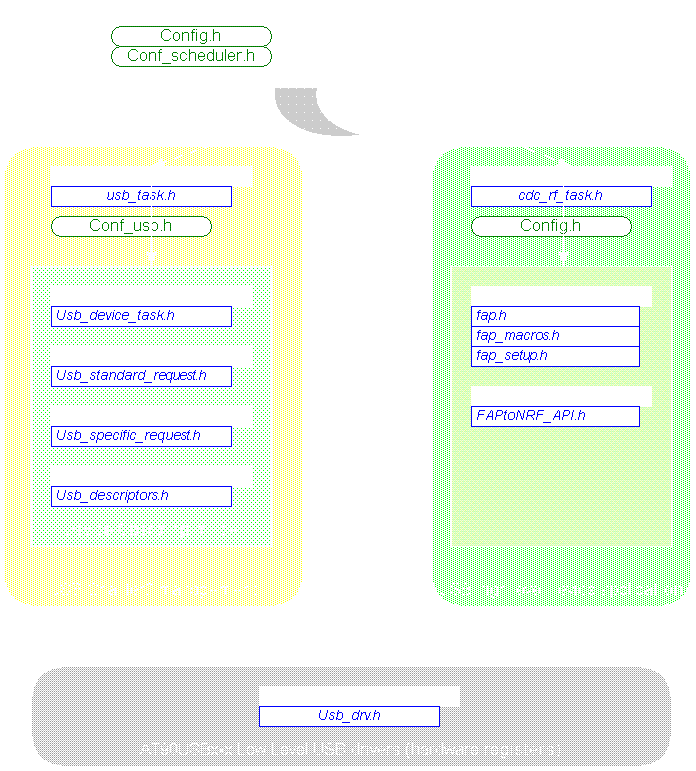 Config.h
Conf_scheduler.h
usb_task.h
Conf_usb.h
Usb_device_task.h
Usb_standard_request.h
Usb_specific_request.h
Usb_descriptors.h
cdc_rf_task.h
Config.h
fap.h
fap_macros.h
fap_setup.h
FAPtoNRF_API.h
Usb_drv.h
Low Level USB drivers (hardware registers)